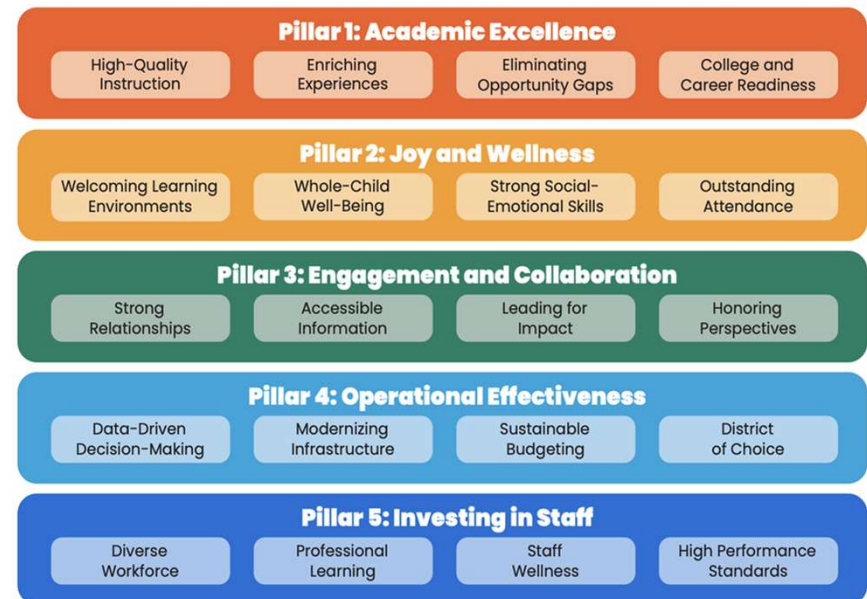 Pillar 1: Academic Excellence
High-Quality
Instruction
Enriching
Experiences
Eliminating
Opportunity Gaps
College and
Career Readiness
Pillar 2: Joy and Wellness
Welcoming Learning
Environments
Whole-Child
Well-Being
Strong Social-
Emotional Skills
Outstanding
Attendance
Pillar 3: Engagement and Collaboration
Strong
Relationships
Accessible
Information
Leading for
Impact
Honoring
Perspectives
Pillar 4: Operational Effectiveness
Data-Driven
Decision-Making
Modernizing
Infrastructure
Sustainable
Budgeting
District
of Choice
Pillar 5: Investing in Staff
Diverse
Workforce
Professional
Learning
Staff
Wellness
High Performance
Standards